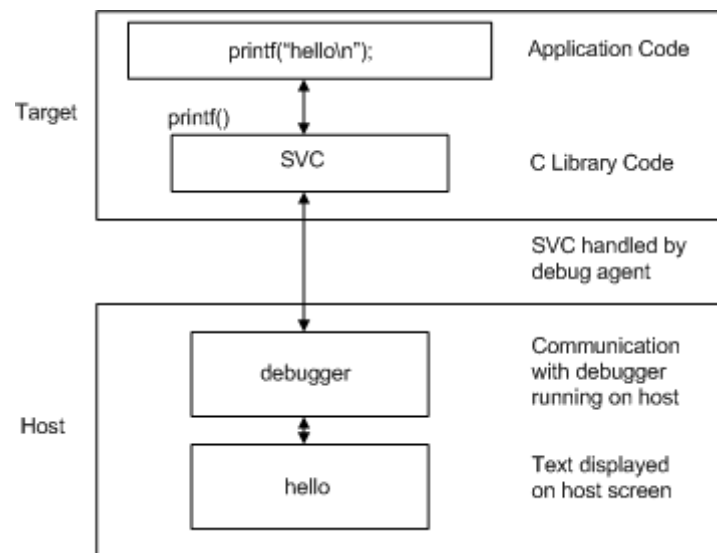 printf("hello\n");
Application Code
Target
printf()
SVC
C Library Code
SVC handled by
debug agent
debugger
Communication
with debugger
running on host
Host
hello
Text displayed
on host screen